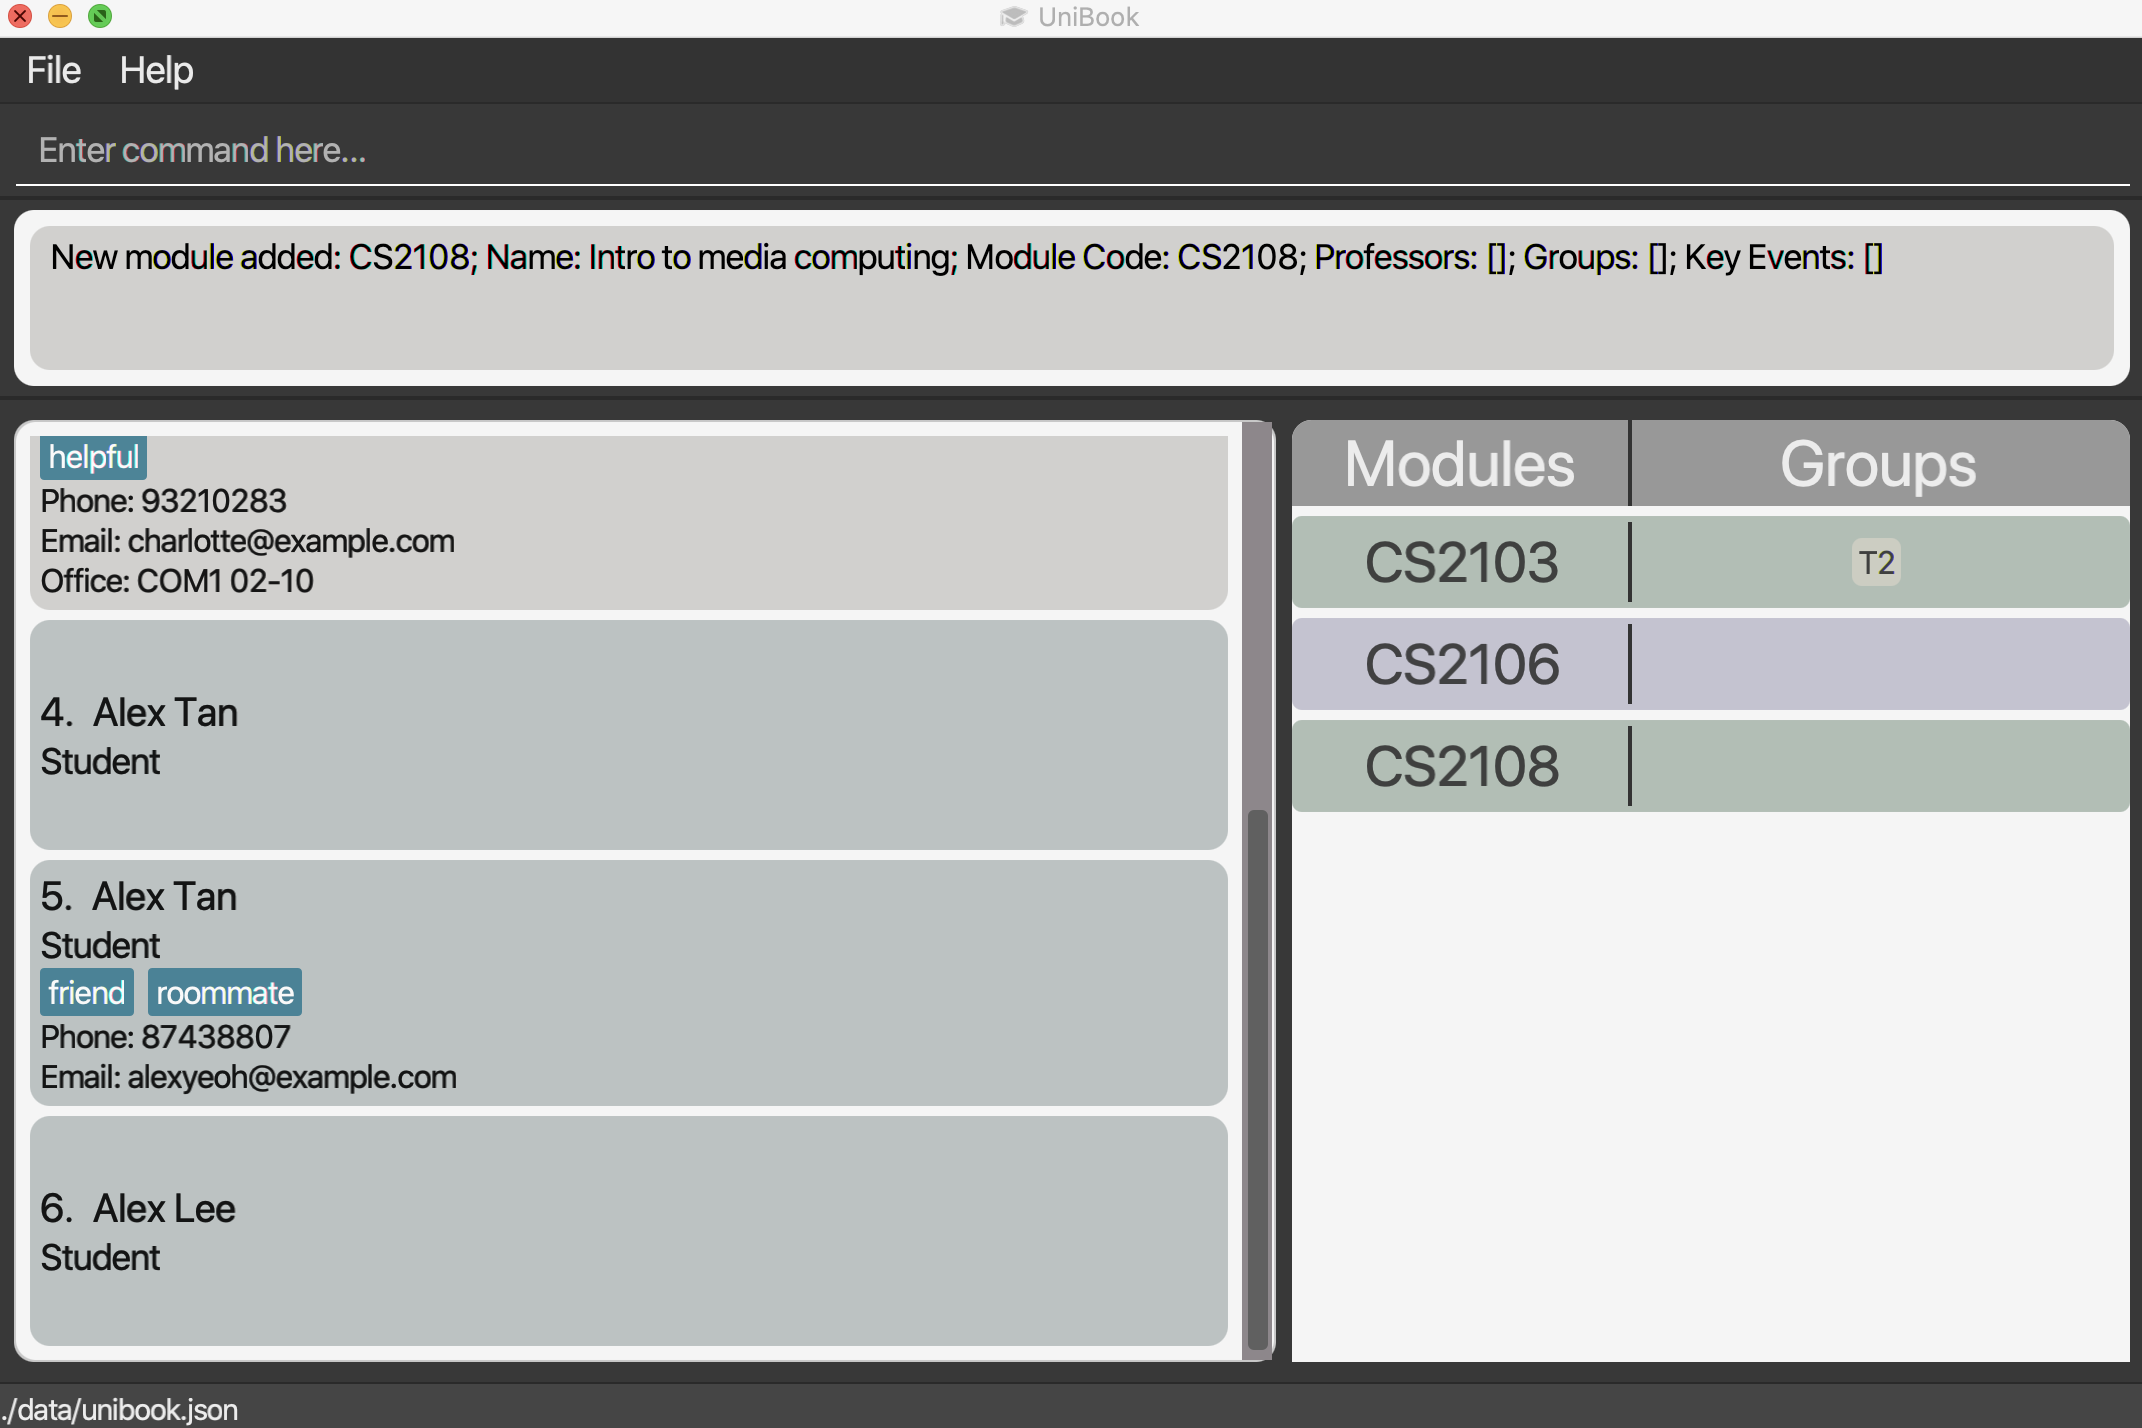 UniBook
File Help
Enter command here...
New module added: CS2108; Name: Intro to media computing; Module Code: CS2108; Professors: []; Groups: []; Key Events: []
helpful
Phone: 93210283
Email: charlotte@example.com
Office: COM1 02-10
4. Alex Tan
Student
5. Alex Tan
Student
friend roommate
Phone: 87438807
Email: alexyeoh@example.com
6. Alex Lee
Student
Modules Groups
CS2103 T2
CS2106
CS2108
./data/unibook.json